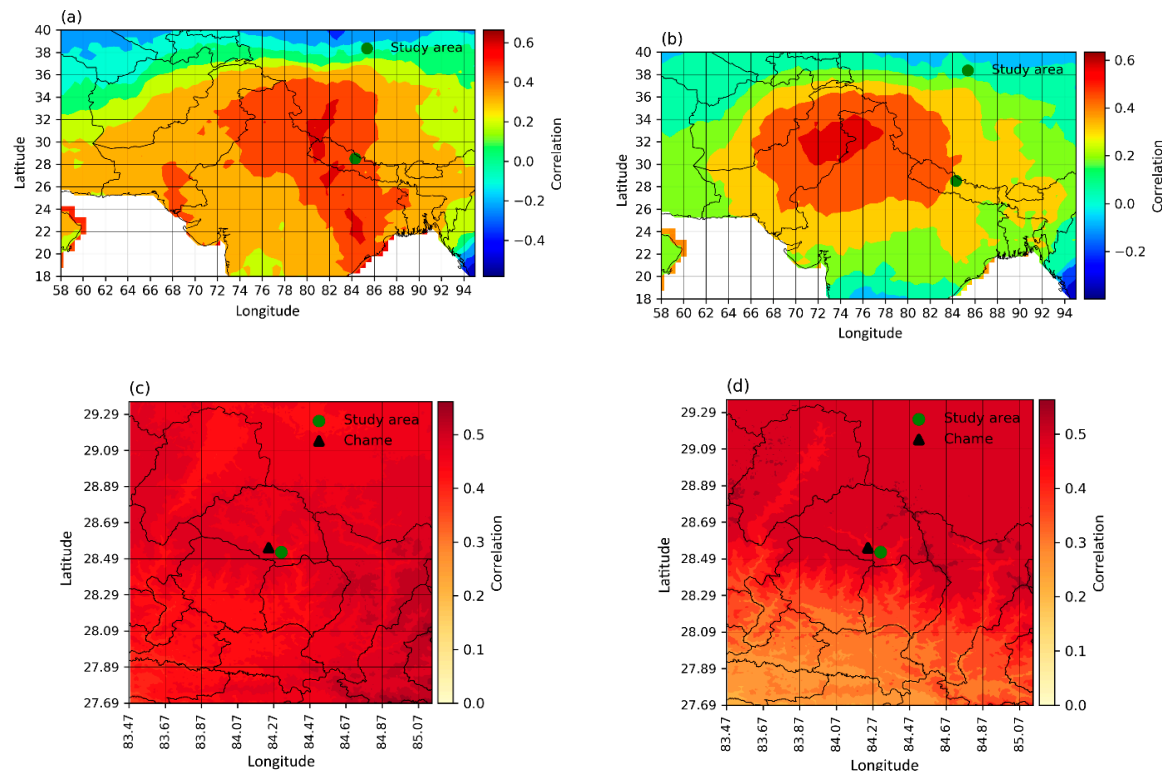 (a)
40
38
36
34
32
30
28
26
24
22
20
18
58 60 62 64 66 68 70 72 74 76 78 80 82 84 86 88 90 92 94
Latitude
Longitude
Study area
0.6
0.4
0.2
0.0
−0.2
−0.4
Correlation
(b)
40
38
36
34
32
30
28
26
24
22
20
18
58 60 62 64 66 68 70 72 74 76 78 80 82 84 86 88 90 92 94
Latitude
Longitude
Study area
0.6
0.4
0.2
0.0
−0.2
Correlation
(c)
29.29
29.09
28.89
28.69
28.49
28.29
28.09
27.89
27.69
83.47 83.67 83.87 84.07 84.27 84.47 84.67 84.87 85.07
Latitude
Longitude
Study area
Chame
0.5
0.4
0.3
0.2
0.1
0.0
Correlation
(d)
29.29
29.09
28.89
28.69
28.49
28.29
28.09
27.89
27.69
83.47 83.67 83.87 84.07 84.27 84.47 84.67 84.87 85.07
Latitude
Longitude
Study area
Chame
0.5
0.4
0.3
0.2
0.1
0.0
Correlation